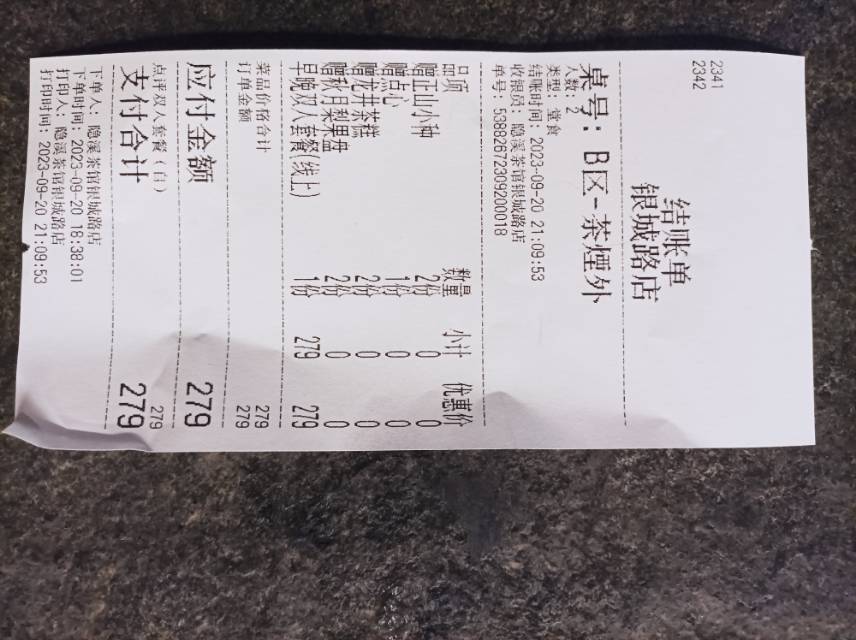 2341
2342
结账单
银城路店
桌号: B区-茶煙外
人数: 2
类型: 堂食
结账时间: 2023-09-20 21:09:53
收银员: 隐溪茶馆银城路店
单号: 53882672309200018
品项 数量 小计 优惠价
赠正山小种 2份 0 0
赠点心 1份 0 0
赠龙井茶糕 2份 0 0
赠秋月梨果盘 2份 0 0
早晚双人套餐(线上) 1份 279 279
菜品价格合计 279
订单金额 279
应付金额 279
点评双人套餐(白) 279
支付合计 279
下单人: 隐溪茶馆银城路店
下单时间: 2023-09-20 18:38:01
打印人: 隐溪茶馆银城路店
打印时间: 2023-09-20 21:09:53